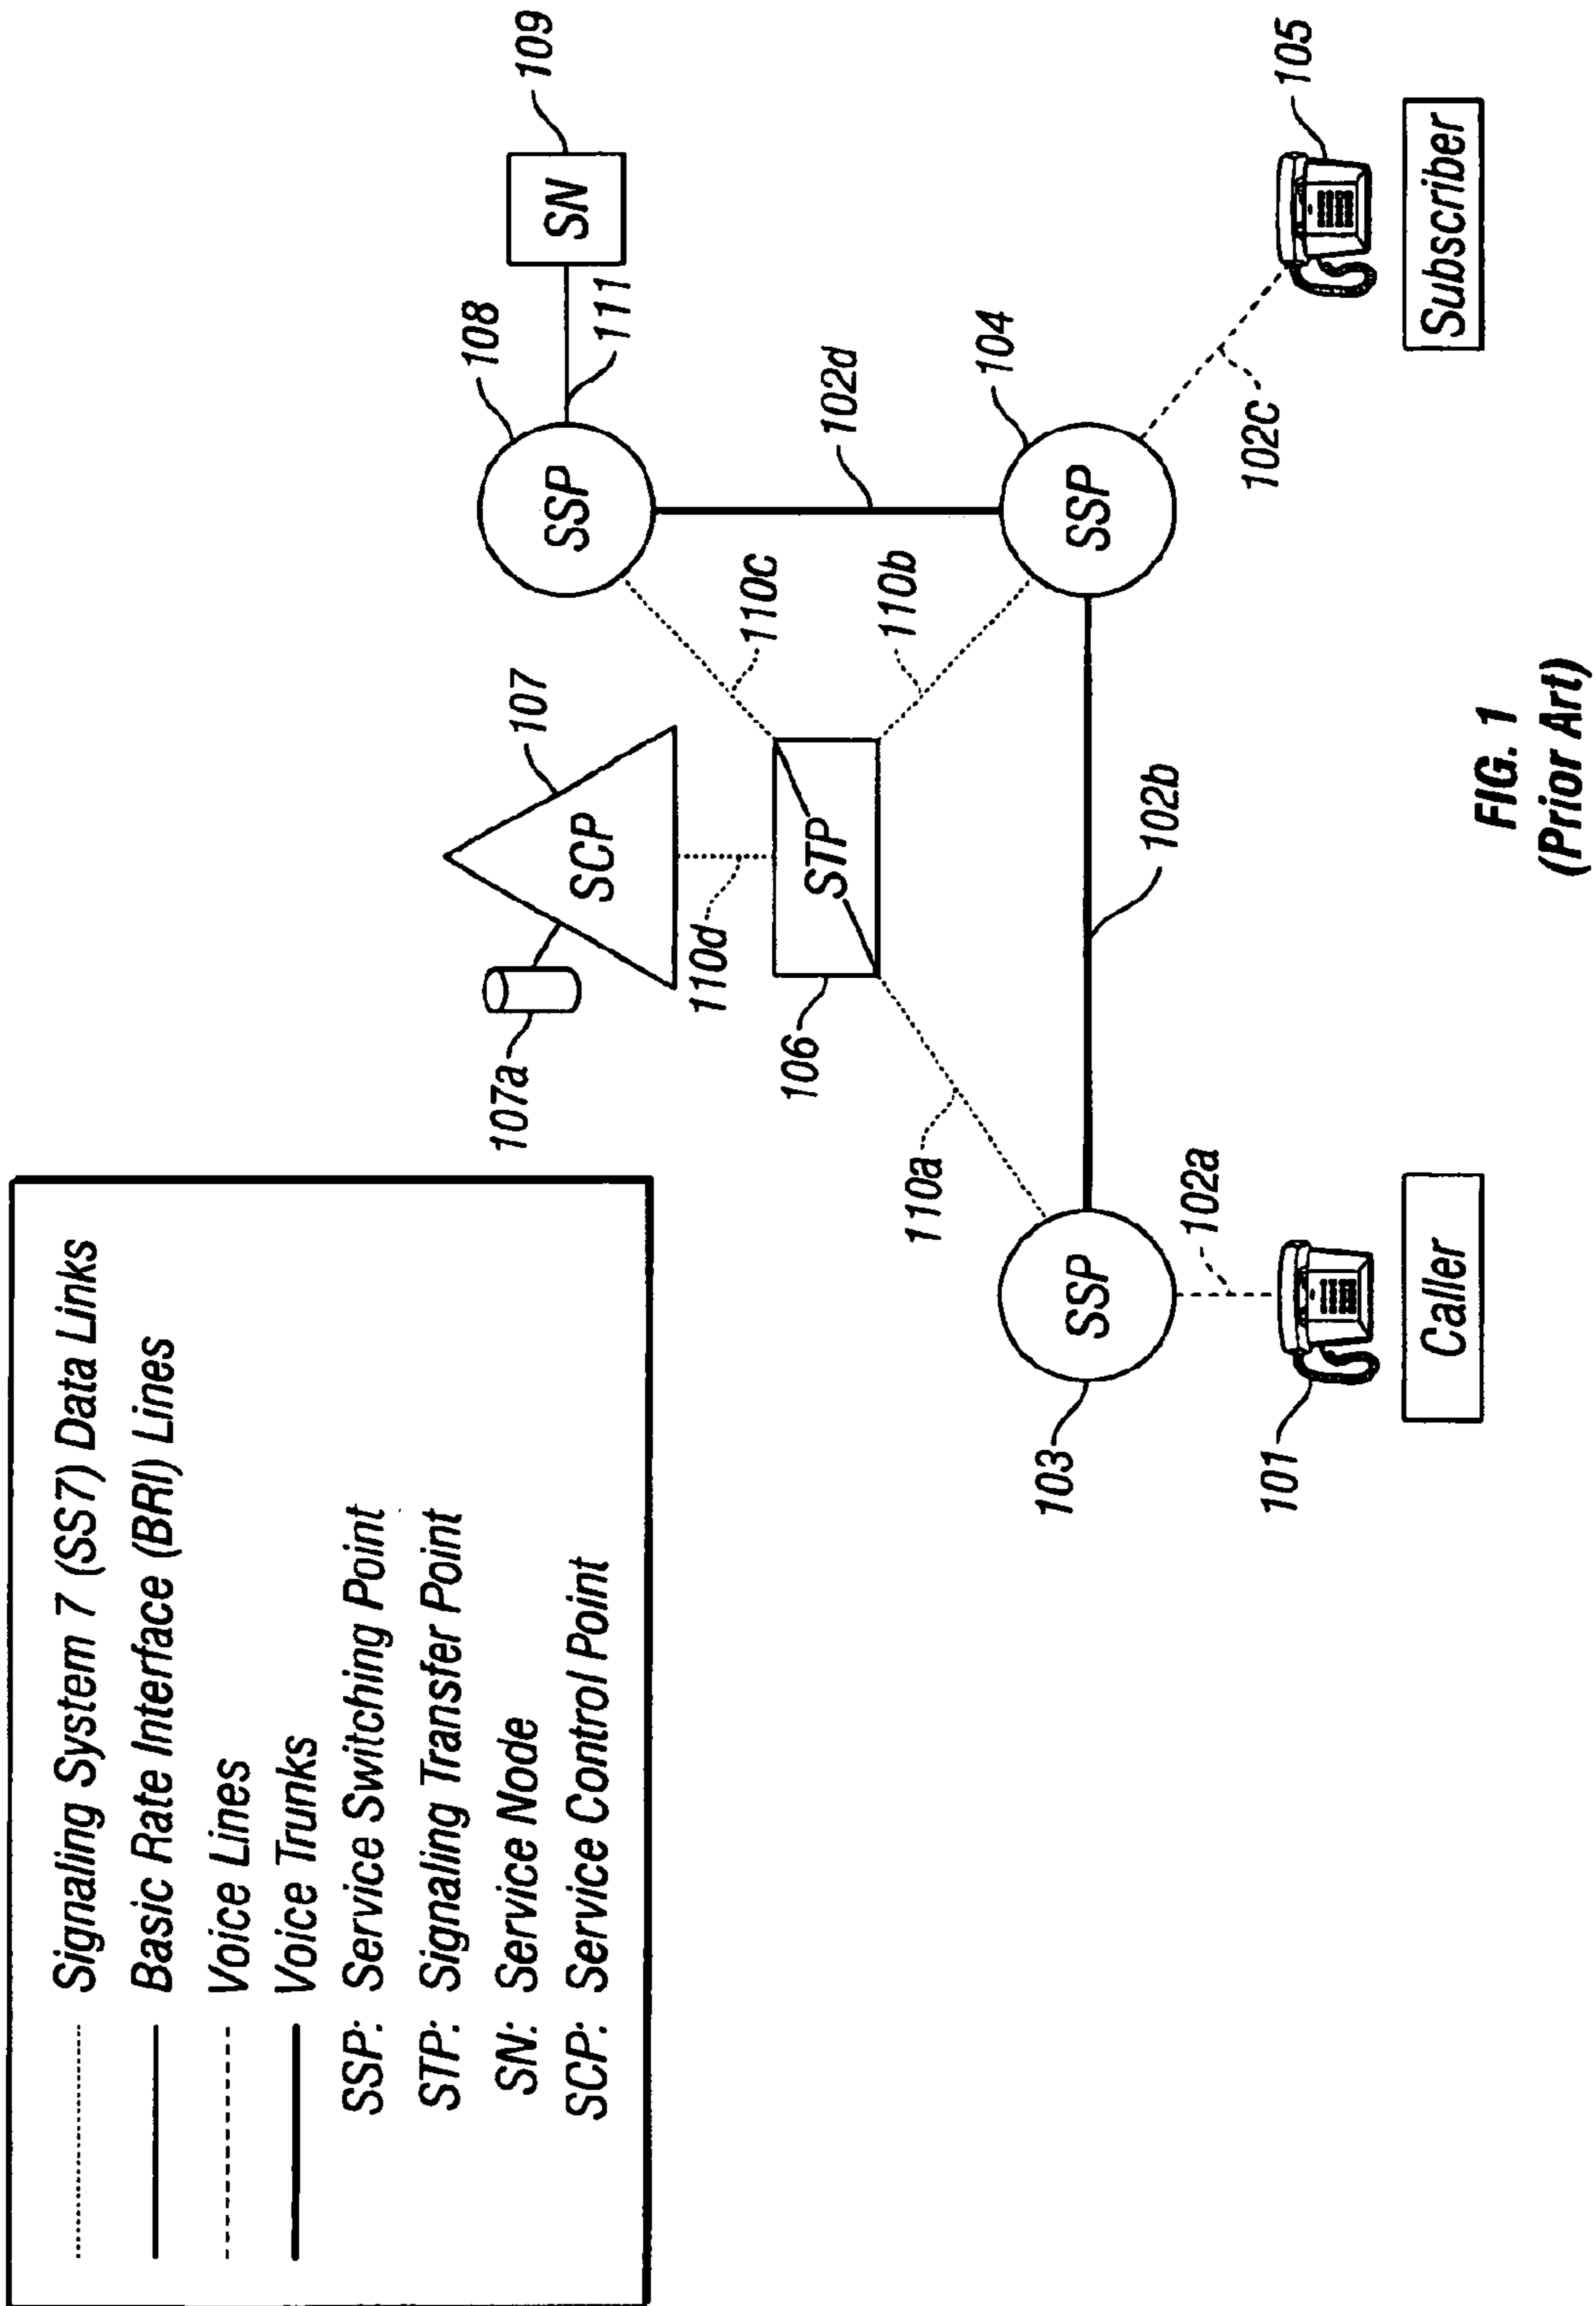 Signaling System 7 (SS7) Data Links
Basic Rate Interface (BRI) Lines
Voice Lines
Voice Trunks
SSP: Service Switching Point
STP: Signaling Transfer Point
SN: Service Node
SCP: Service Control Point
107a
107
SCP
108
SSP
111
109
SN
110d
110c
106
STP
102d
110b
110a
104
SSP
103
SSP
102b
102a
102c
101
105
Caller
Subscriber
FIG. 1
(Prior Art)